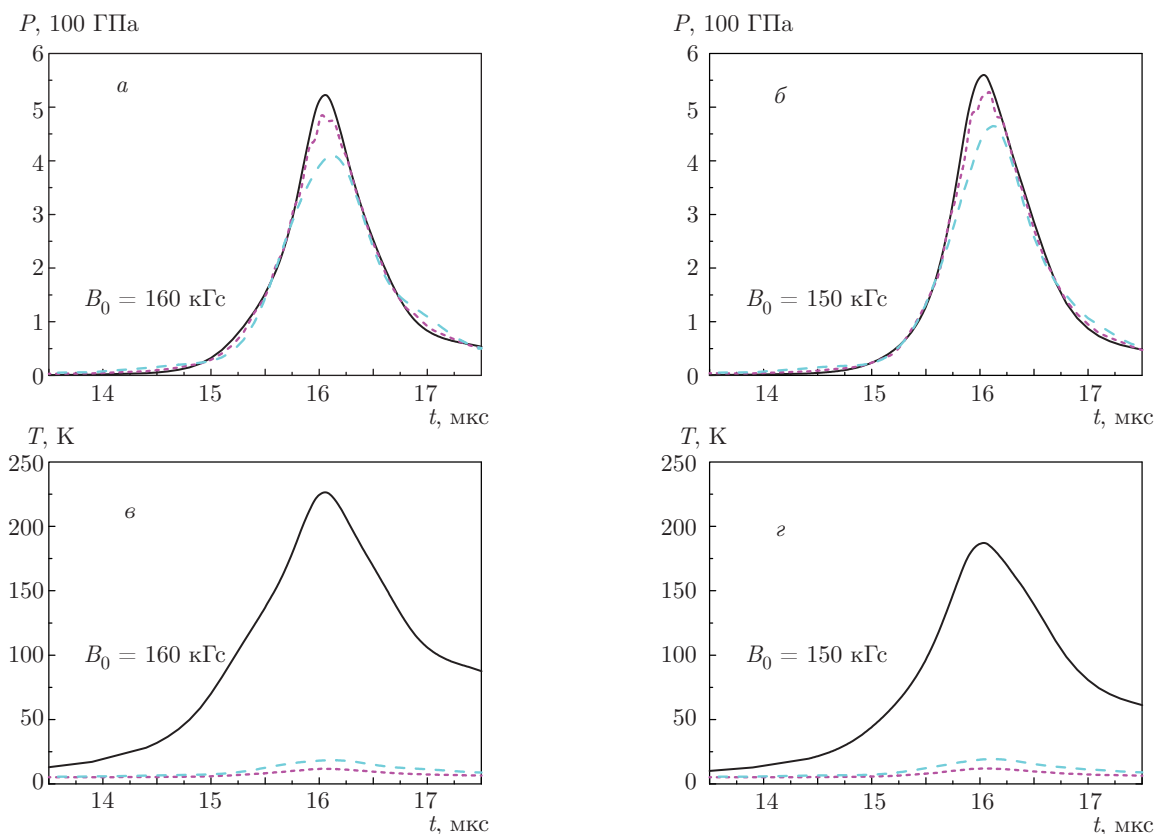 P, 100 ГПа
6
5
4
3
2
1
0
а
B₀ = 160 кГс
14 15 16 17
t, мкс
P, 100 ГПа
6
5
4
3
2
1
0
б
B₀ = 150 кГс
14 15 16 17
t, мкс
T, К
250
200
150
100
50
0
в
B₀ = 160 кГс
14 15 16 17
t, мкс
T, К
250
200
150
100
50
0
г
B₀ = 150 кГс
14 15 16 17
t, мкс